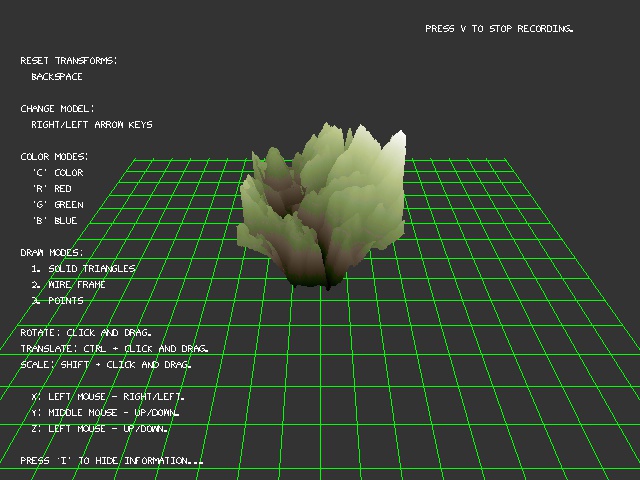 PRESS V TO STOP RECORDING.
RESET TRANSFORMS:
BACKSPACE
CHANGE MODEL:
RIGHT/LEFT ARROW KEYS
COLOR MODES:
'C' COLOR
'R' RED
'G' GREEN
'B' BLUE
DRAW MODES:
1. SOLID TRIANGLES
2. WIRE FRAME
3. POINTS
ROTATE: CLICK AND DRAG.
TRANSLATE: CTRL + CLICK AND DRAG.
SCALE: SHIFT + CLICK AND DRAG.
X: LEFT MOUSE - RIGHT/LEFT.
Y: MIDDLE MOUSE - UP/DOWN.
Z: LEFT MOUSE - UP/DOWN.
PRESS 'I' TO HIDE INFORMATION...